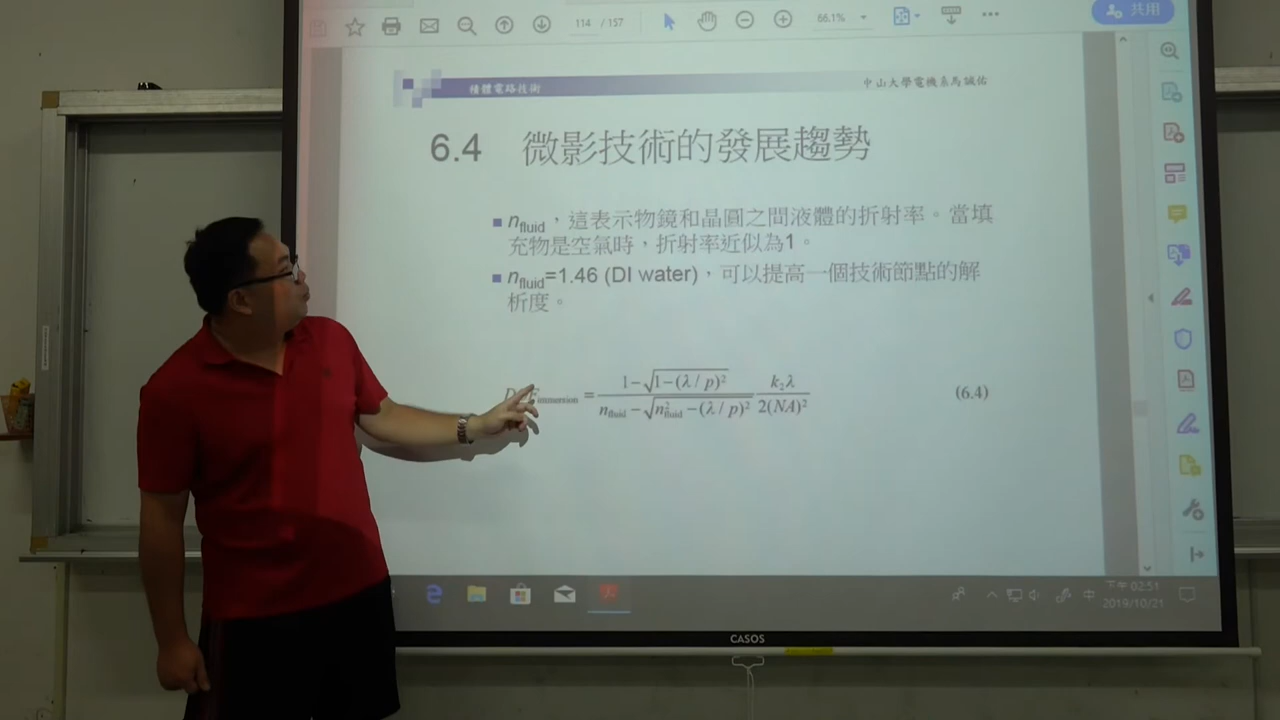 114 / 157
66.1%
共用
積體電路技術
中山大學電機系馬誠佑
6.4 微影技術的發展趨勢
■ n_fluid，這表示物鏡和晶圓之間液體的折射率。當填
充物是空氣時，折射率近似為1。
■ n_fluid=1.46 (DI water)，可以提高一個技術節點的解
析度。
immersion = (1−√(1−(λ/p)²)) / (n_fluid −√(n²_fluid −(λ/p)²)) k₂λ / 2(NA)² (6.4)
中
下午 02:51
2019/10/21
CASOS